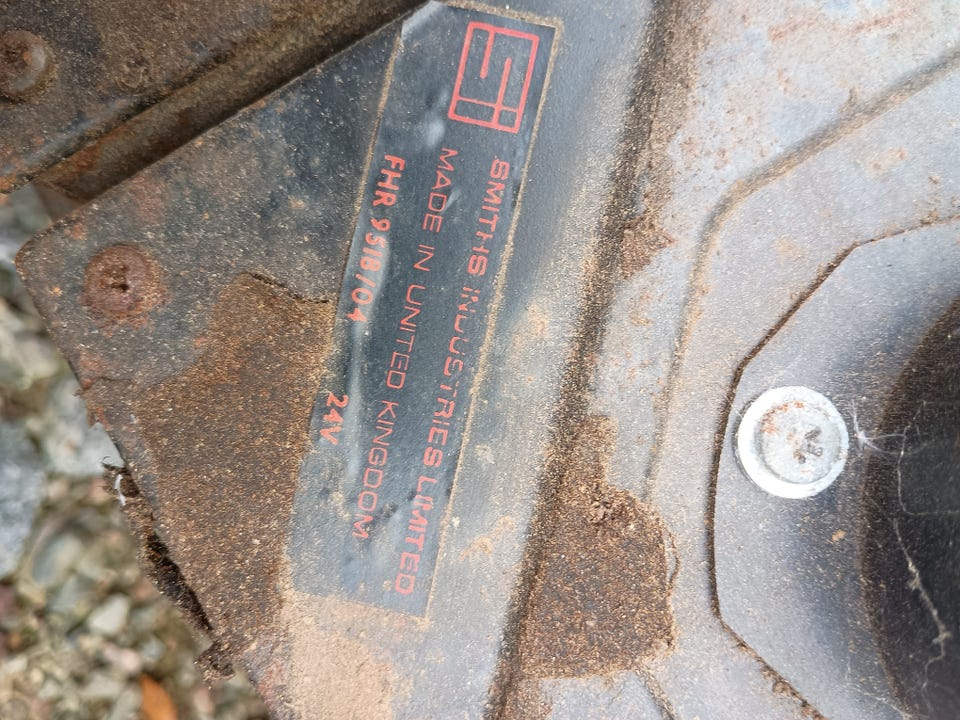 SMITHS INDUSTRIES LIMITED
MADE IN UNITED KINGDOM
FHR 9518/04 24V